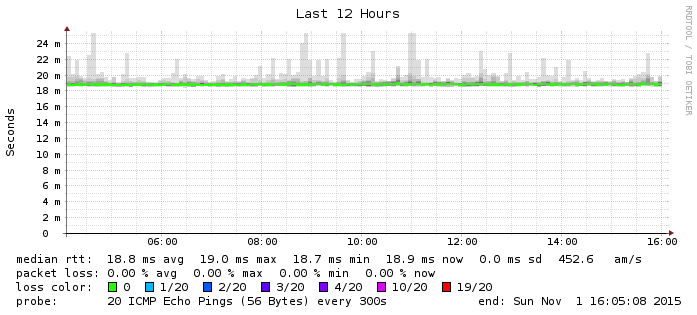 Last 12 Hours
RRDTOOL / TOBI OETIKER
Seconds
24 m
22 m
20 m
18 m
16 m
14 m
12 m
10 m
8 m
6 m
4 m
2 m
0
06:00 08:00 10:00 12:00 14:00 16:00
median rtt: 18.8 ms avg 19.0 ms max 18.7 ms min 18.9 ms now 0.0 ms sd 452.6 am/s
packet loss: 0.00 % avg 0.00 % max 0.00 % min 0.00 % now
loss color: 0 1/20 2/20 3/20 4/20 10/20 19/20
probe: 20 ICMP Echo Pings (56 Bytes) every 300s end: Sun Nov 1 16:05:08 2015